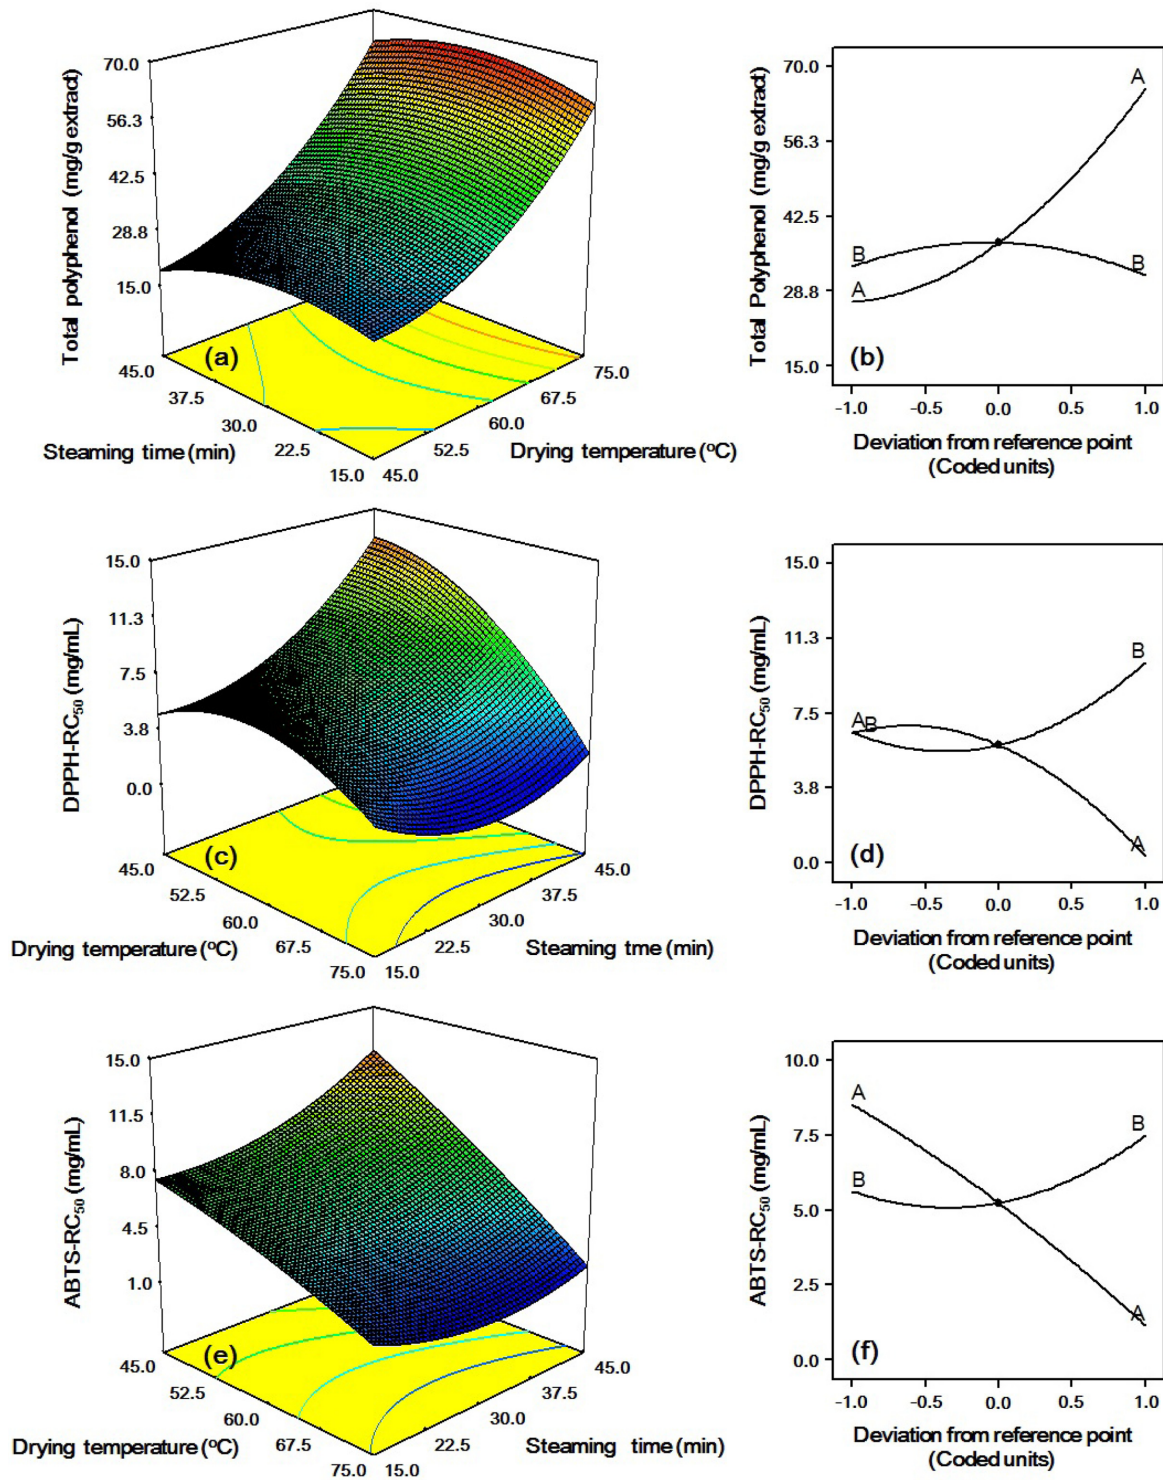 70.0
56.3
42.5
28.8
15.0
Total polyphenol (mg/g extract)
(a)
45.0
37.5
30.0
22.5
15.0
Steaming time (min)
45.0
52.5
60.0
67.5
75.0
Drying temperature (°C)
70.0
56.3
42.5
28.8
15.0
Total Polyphenol (mg/g extract)
A
B
B
A
(b)
-1.0 -0.5 0.0 0.5 1.0
Deviation from reference point
(Coded units)
15.0
11.3
7.5
3.8
0.0
DPPH-RC50 (mg/mL)
(c)
45.0
52.5
60.0
67.5
75.0
Drying temperature (°C)
15.0
22.5
30.0
37.5
45.0
Steaming tme (min)
15.0
11.3
7.5
3.8
0.0
DPPH-RC50 (mg/mL)
B
A
B
A
(d)
-1.0 -0.5 0.0 0.5 1.0
Deviation from reference point
(Coded units)
15.0
11.5
8.0
4.5
1.0
ABTS-RC50 (mg/mL)
(e)
45.0
52.5
60.0
67.5
75.0
Drying temperature (°C)
15.0
22.5
30.0
37.5
45.0
Steaming time (min)
10.0
7.5
5.0
2.5
0.0
ABTS-RC50 (mg/mL)
A
B
B
A
(f)
-1.0 -0.5 0.0 0.5 1.0
Deviation from reference point
(Coded units)